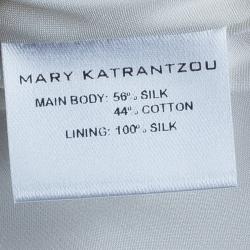 MARY KATRANTZOU
MAIN BODY: 56% SILK
44% COTTON
LINING: 100% SILK